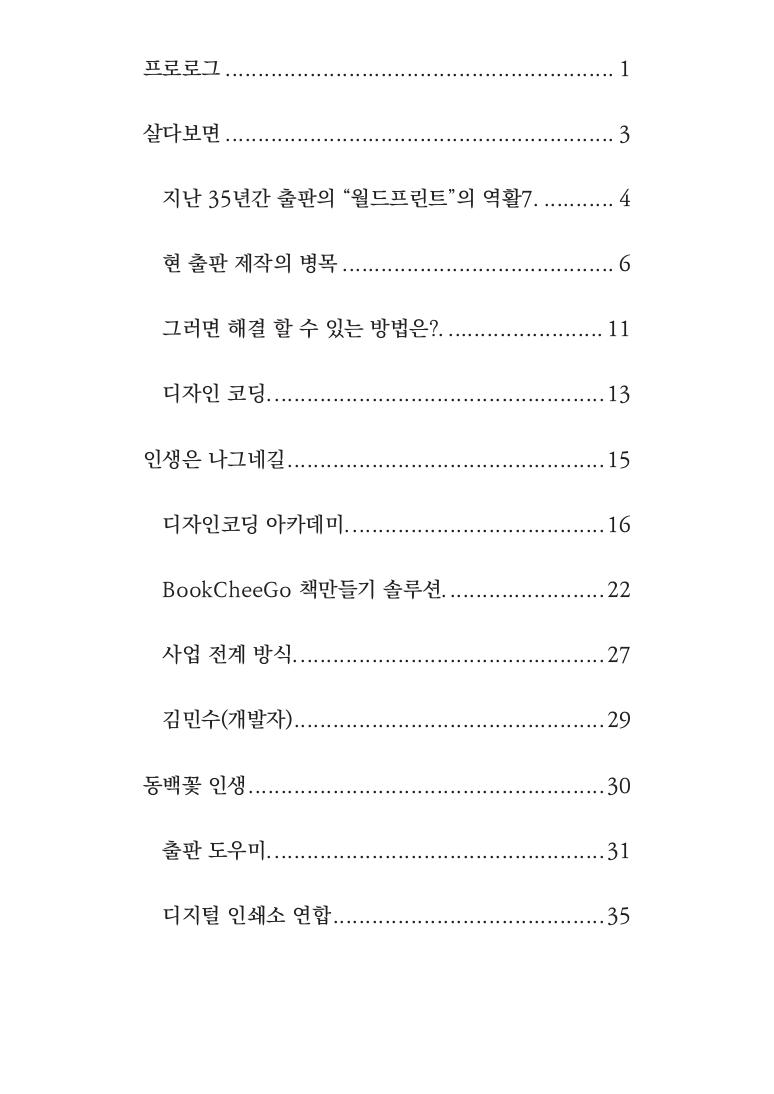 프로로그 ............................................................ 1
살다보면 ............................................................ 3
지난 35년간 출판의 “월드프린트”의 역활7. ........... 4
현 출판 제작의 병목 .......................................... 6
그러면 해결 할 수 있는 방법은?. ........................ 11
디자인 코딩....................................................13
인생은 나그네길.................................................15
디자인코딩 아카데미........................................16
BookCheeGo 책만들기 솔루션.........................22
사업 전계 방식................................................27
김민수(개발자)................................................29
동백꽃 인생.......................................................30
출판 도우미....................................................31
디지털 인쇄소 연합..........................................35